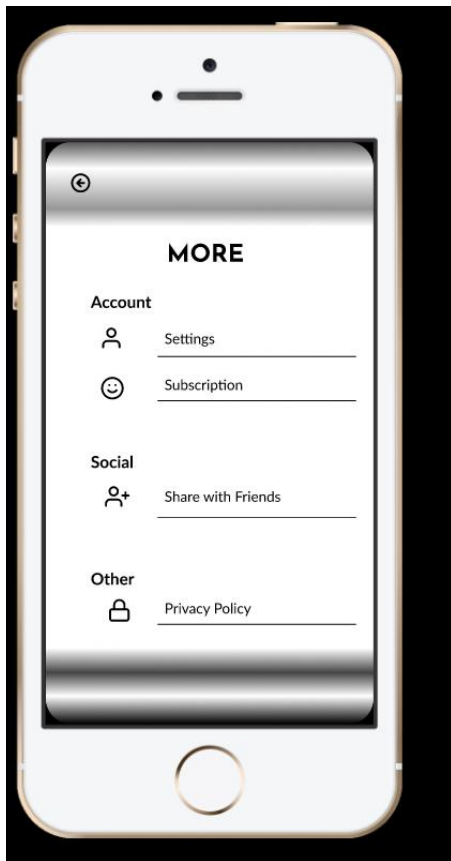 MORE
Account
Settings
Subscription
Social
Share with Friends
Other
Privacy Policy